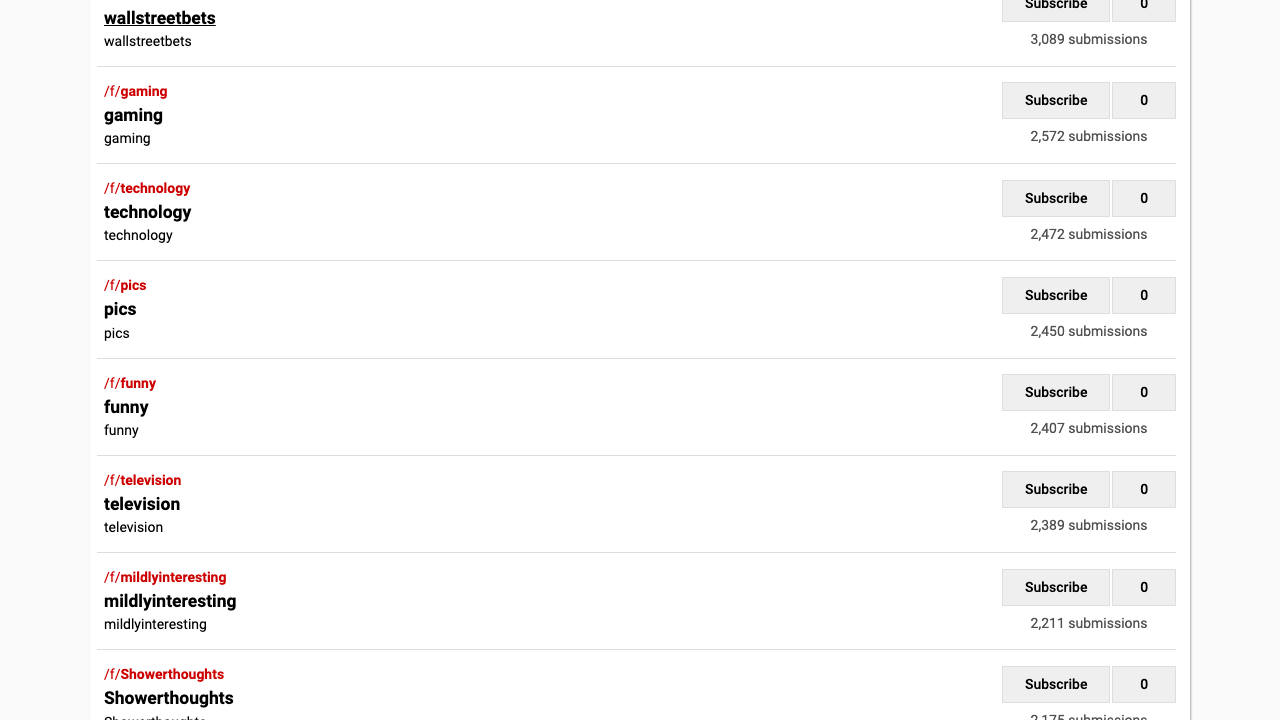 wallstreetbets
wallstreetbets
Subscribe 0
3,089 submissions
/f/gaming
gaming
gaming
Subscribe 0
2,572 submissions
/f/technology
technology
technology
Subscribe 0
2,472 submissions
/f/pics
pics
pics
Subscribe 0
2,450 submissions
/f/funny
funny
funny
Subscribe 0
2,407 submissions
/f/television
television
television
Subscribe 0
2,389 submissions
/f/mildlyinteresting
mildlyinteresting
mildlyinteresting
Subscribe 0
2,211 submissions
/f/Showerthoughts
Showerthoughts
Showerthoughts
Subscribe 0
2,175 submissions